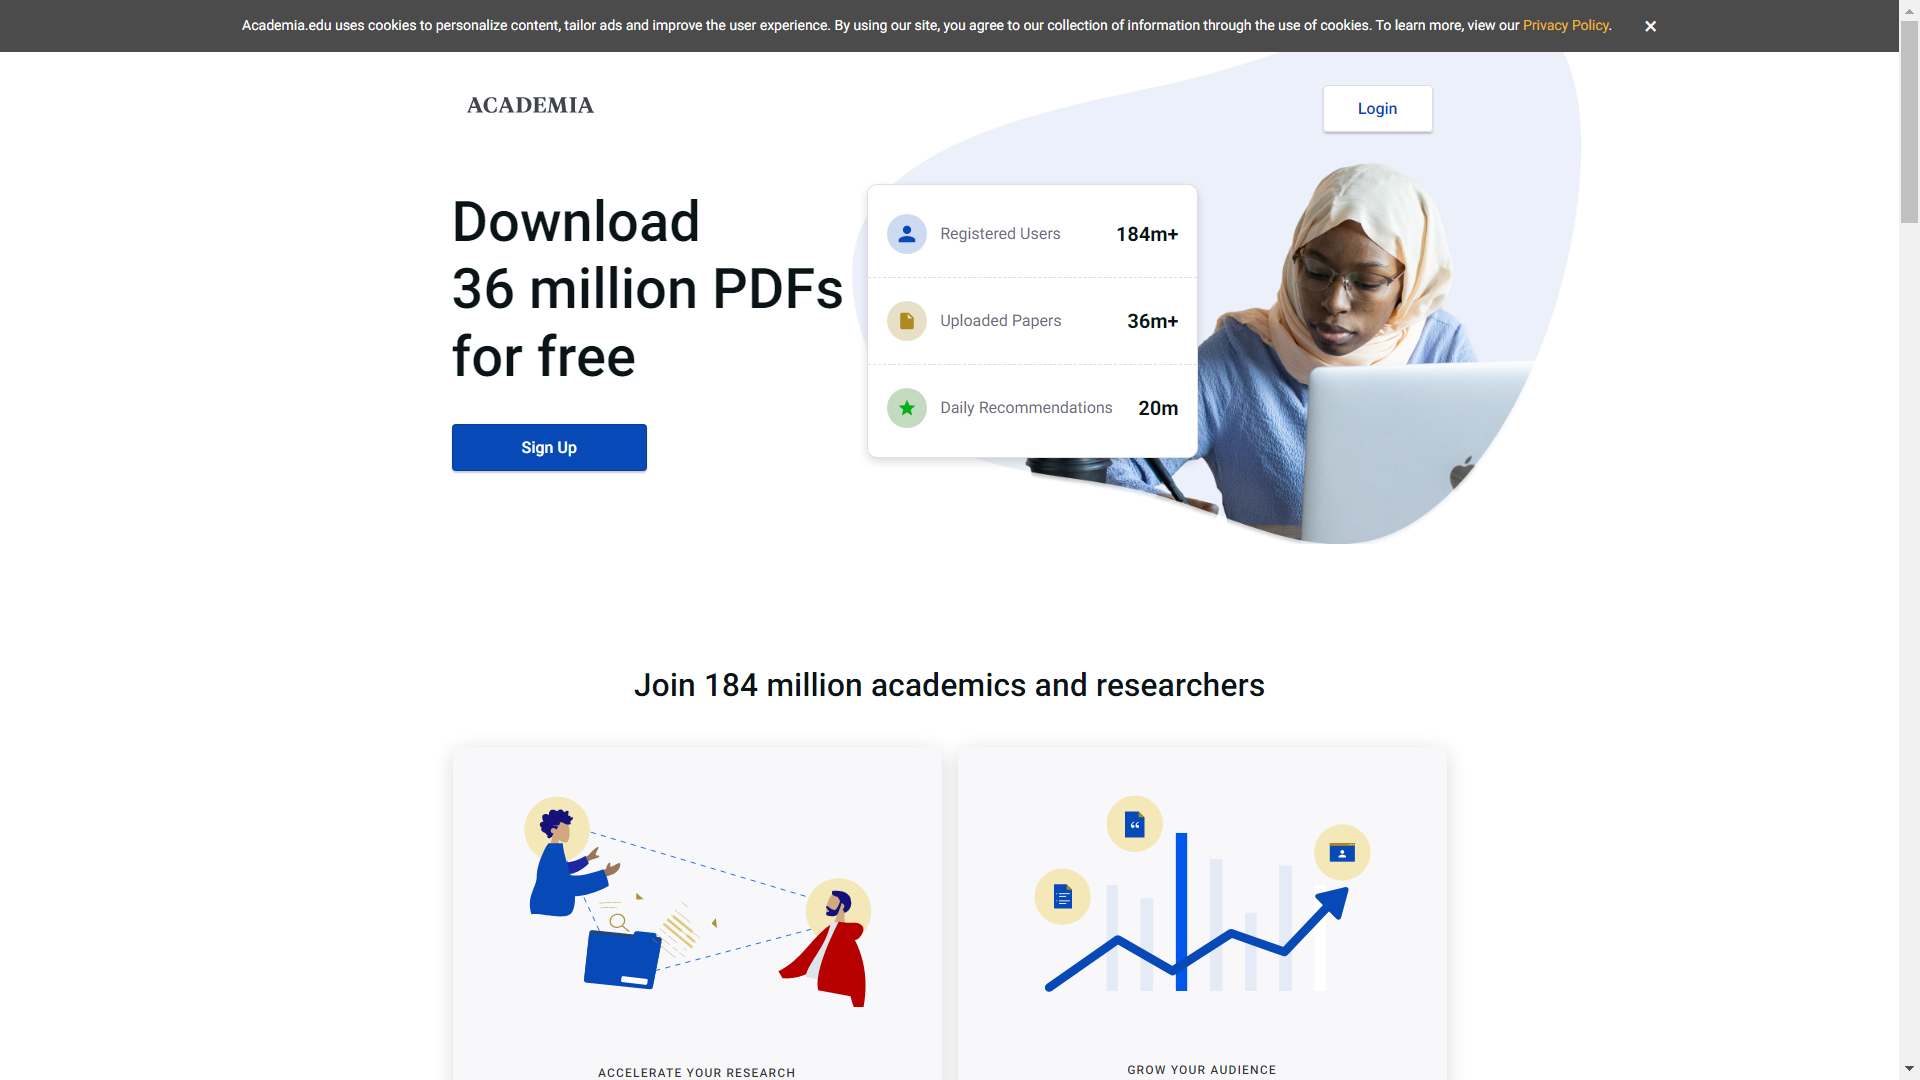 Academia.edu uses cookies to personalize content, tailor ads and improve the user experience. By using our site, you agree to our collection of information through the use of cookies. To learn more, view our Privacy Policy.
×
ACADEMIA
Login
Download
36 million PDFs
for free
Sign Up
Registered Users 184m+
Uploaded Papers 36m+
Daily Recommendations 20m
Join 184 million academics and researchers
ACCELERATE YOUR RESEARCH
GROW YOUR AUDIENCE